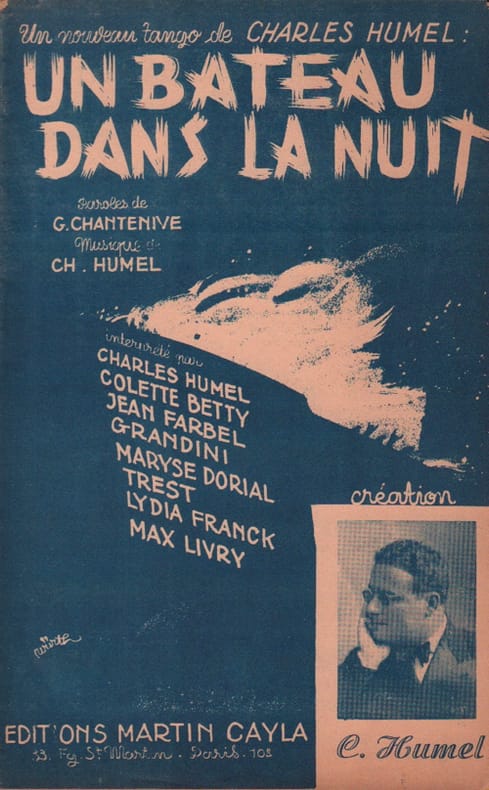 Un nouveau tango de CHARLES HUMEL :
UN BATEAU
DANS LA NUIT
Paroles de
G. CHANTENIVE
Musique de
CH. HUMEL
interprété par
CHARLES HUMEL
COLETTE BETTY
JEAN FARBEL
GRANDINI
MARYSE DORIAL
TREST
LYDIA FRANCK
MAX LIVRY
création
EDITIONS MARTIN CAYLA
33, Fg. St Martin - Paris. 10è
C. Humel